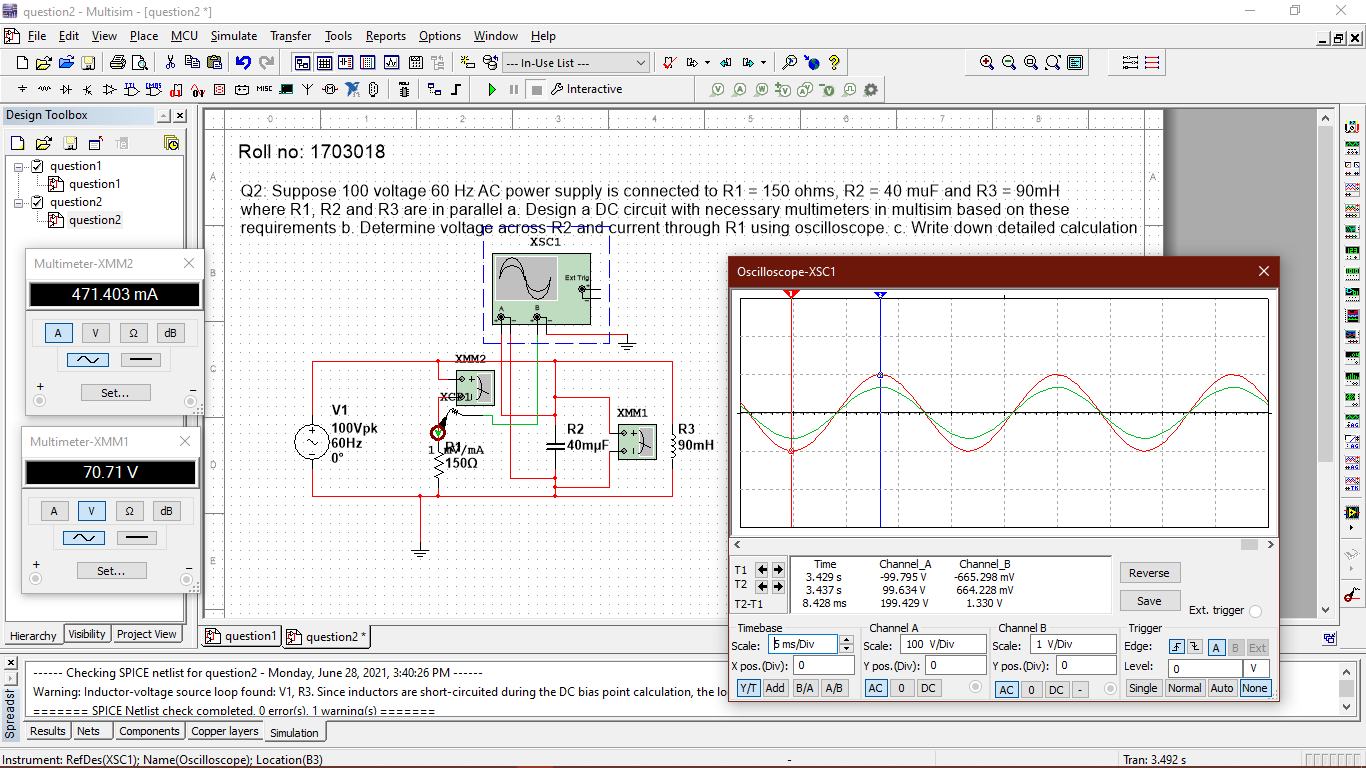 question2 - Multisim - [question2 *]
File Edit View Place MCU Simulate Transfer Tools Reports Options Window Help
--- In-Use List ---
Interactive
Design Toolbox
question1
question1
question2
question2
0 1 2 3 4 5 6 7 8
A
B
C
D
E
A
Roll no: 1703018
Q2: Suppose 100 voltage 60 Hz AC power supply is connected to R1 = 150 ohms, R2 = 40 muF and R3 = 90mH
where R1, R2 and R3 are in parallel a. Design a DC circuit with necessary multimeters in multisim based on these
requirements b. Determine voltage across R2 and current through R1 using oscilloscope. c. Write down detailed calculation
XSC1
Ext Trig
A B
XMM2
XCP1
1 mV/mA
V1
100Vpk
60Hz
0°
R1
150Ω
R2
40mμF
XMM1
R3
90mH
Multimeter-XMM2
471.403 mA
A V Ω dB
+ Set... −
Multimeter-XMM1
70.71 V
A V Ω dB
+ Set... −
Oscilloscope-XSC1
1 2
Time Channel_A Channel_B
T1 3.429 s -99.795 V -665.298 mV
T2 3.437 s 99.634 V 664.228 mV
T2-T1 8.428 ms 199.429 V 1.330 V
Reverse
Save
Ext. trigger
Timebase
Scale: 5 ms/Div
X pos.(Div): 0
Y/T Add B/A A/B
Channel A
Scale: 100 V/Div
Y pos.(Div): 0
AC 0 DC
Channel B
Scale: 1 V/Div
Y pos.(Div): 0
AC 0 DC -
Trigger
Edge: A B Ext
Level: 0 V
Single Normal Auto None
Hierarchy Visibility Project View
question1 question2 *
------ Checking SPICE netlist for question2 - Monday, June 28, 2021, 3:40:26 PM ------
Warning: Inductor-voltage source loop found: V1, R3. Since inductors are short-circuited during the DC bias point calculation, the lo
======= SPICE Netlist check completed, 0 error(s), 1 warning(s) =======
Results Nets Components Copper layers Simulation
Instrument: RefDes(XSC1); Name(Oscilloscope); Location(B3) - Tran: 3.492 s